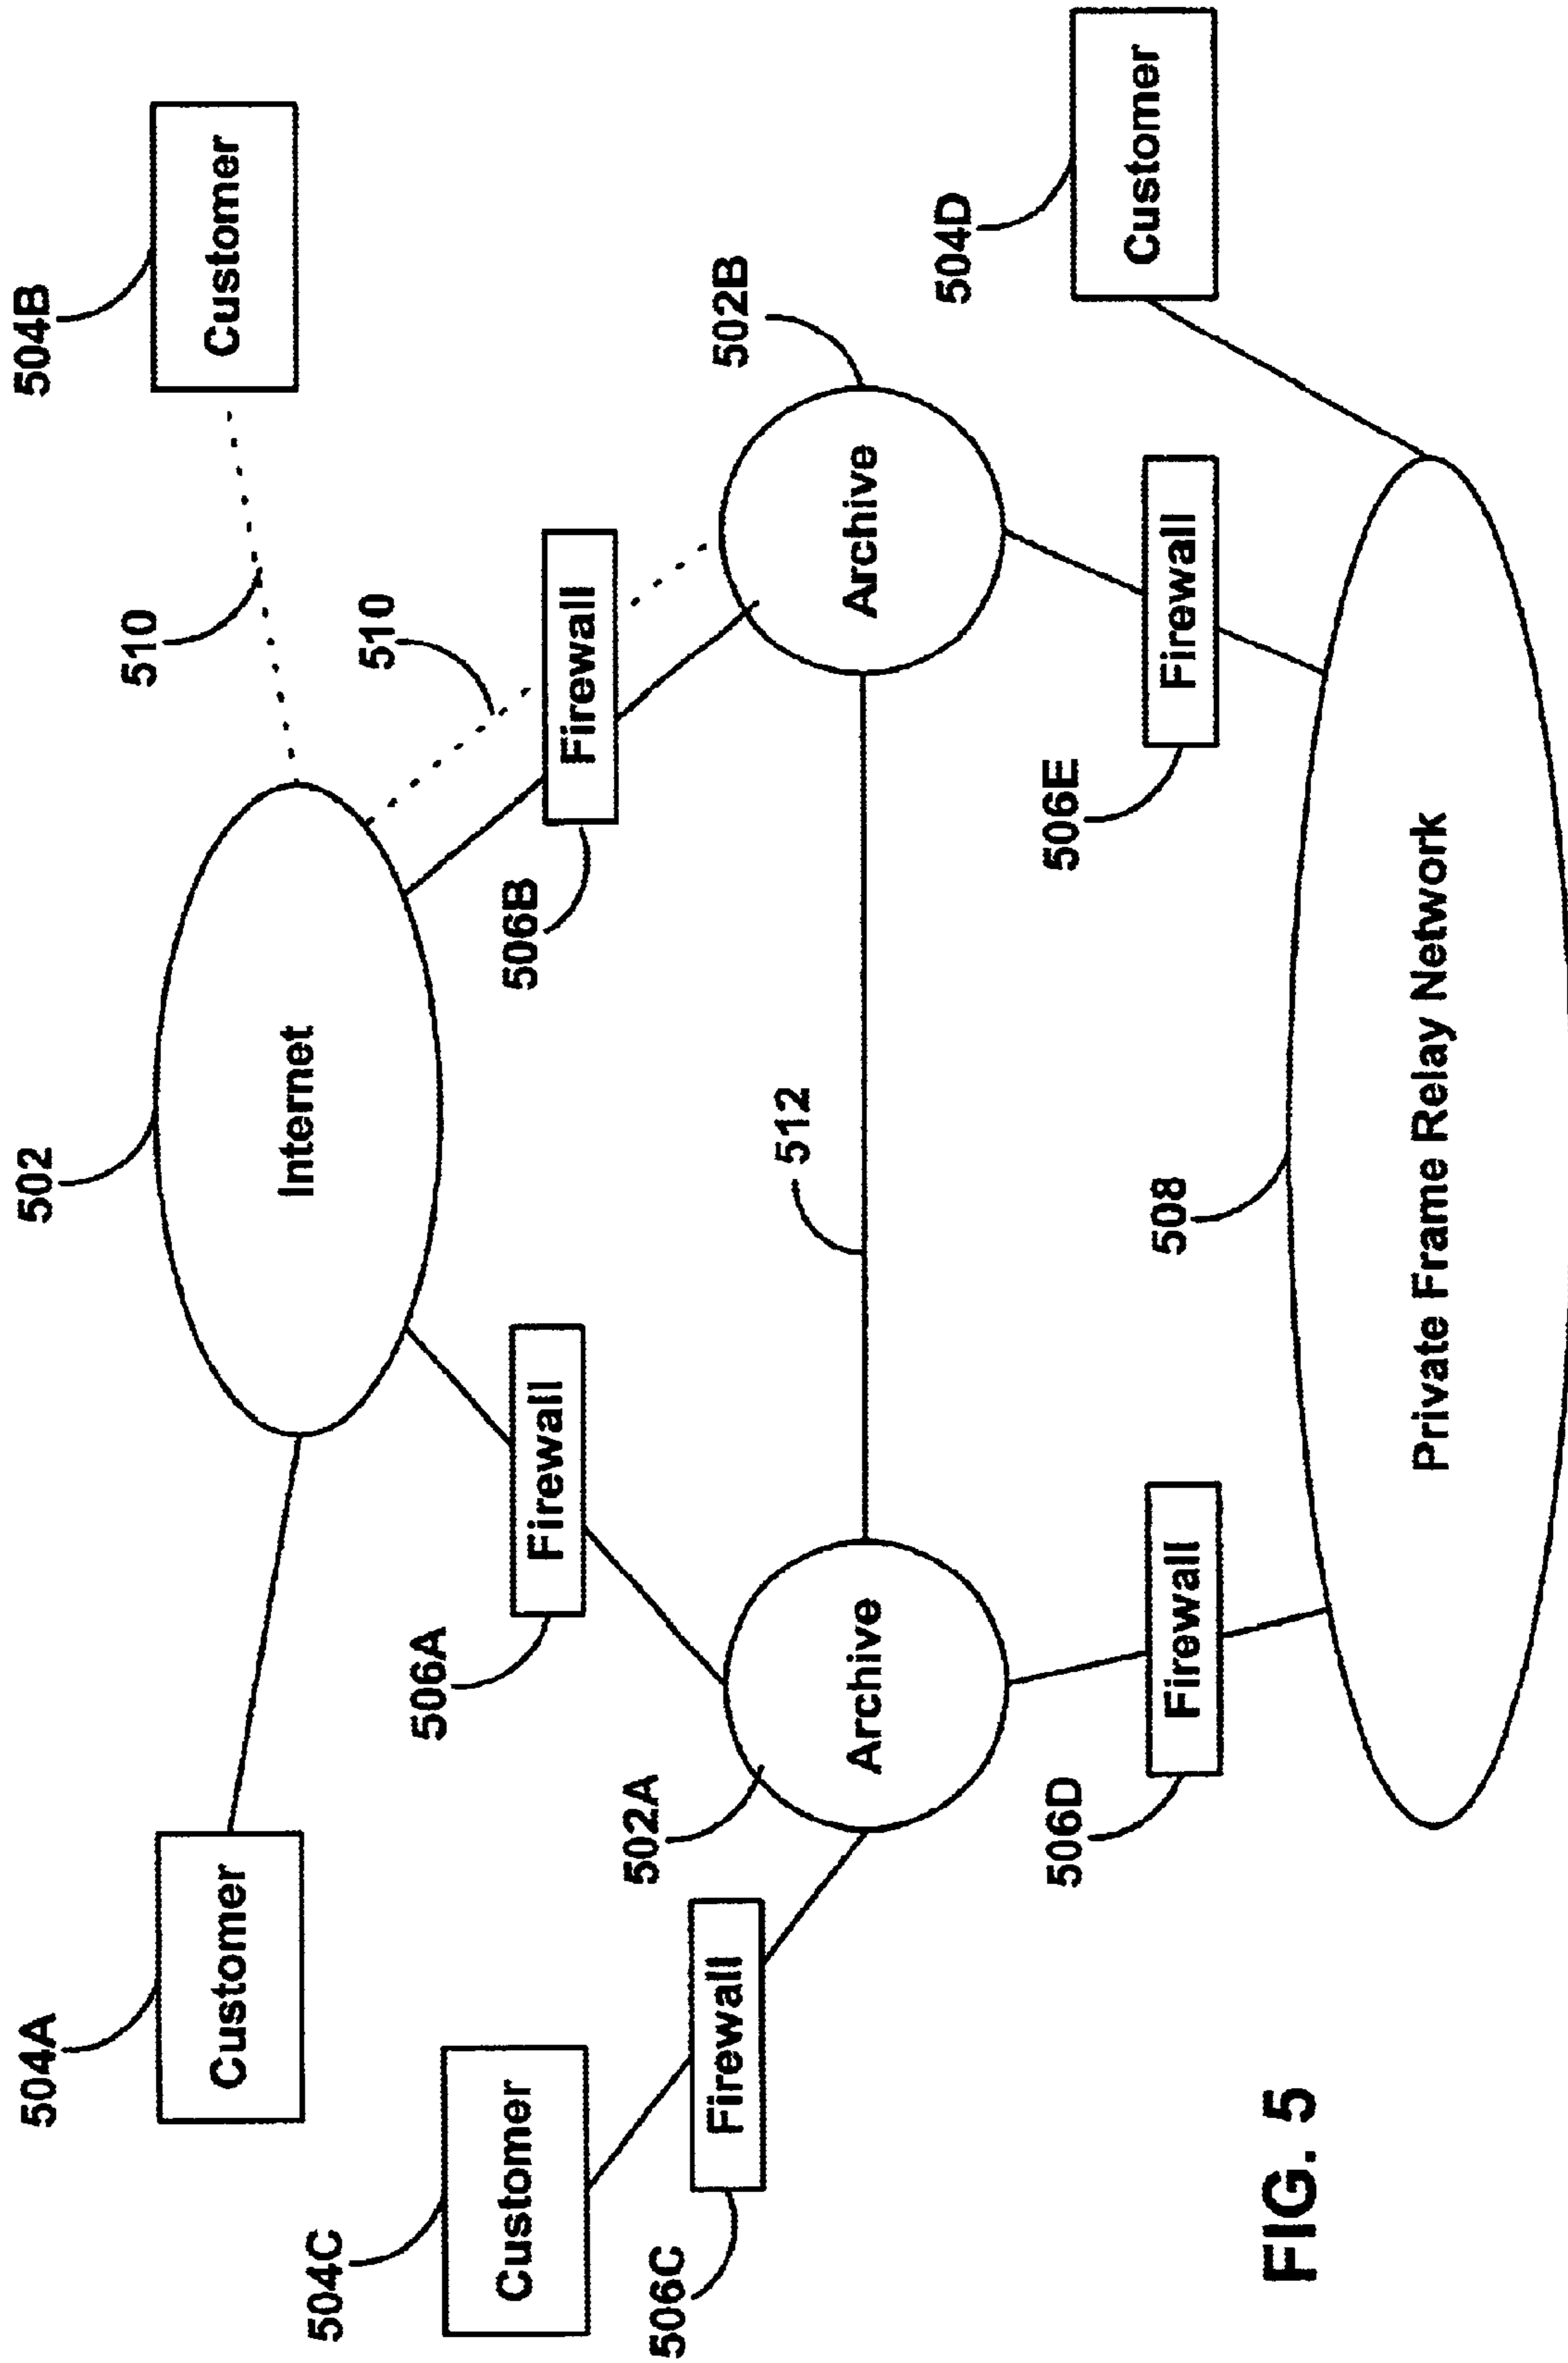 504A
502
504B
Customer
Internet
Customer
510
504C
506A
506B
510
Customer
Firewall
Firewall
506C
502A
502B
Firewall
Archive
512
Archive
504D
506D
506E
Customer
Firewall
508
Firewall
FIG. 5
Private Frame Relay Network